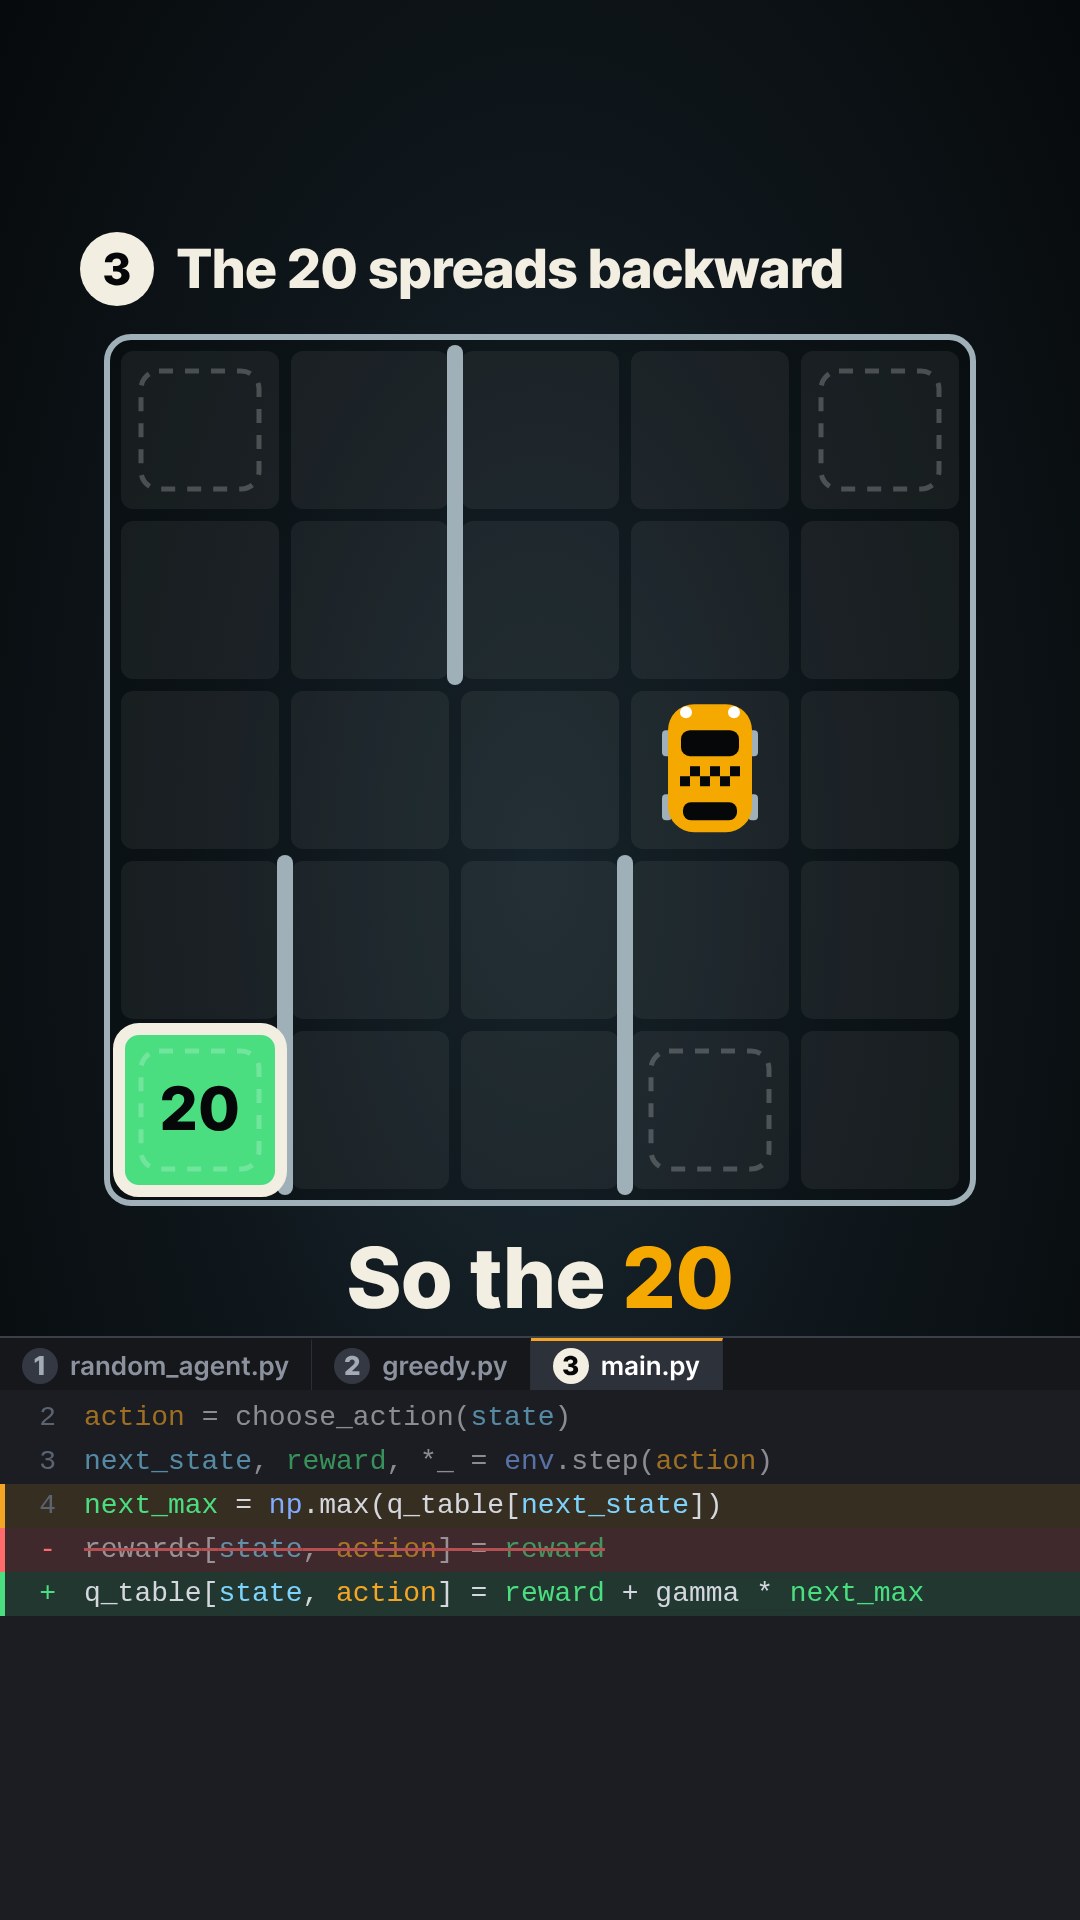 3 The 20 spreads backward
20
So the 20
1 random_agent.py 2 greedy.py 3 main.py
2 action = choose_action(state)
3 next_state, reward, *_ = env.step(action)
4 next_max = np.max(q_table[next_state])
- rewards[state, action] = reward
+ q_table[state, action] = reward + gamma * next_max